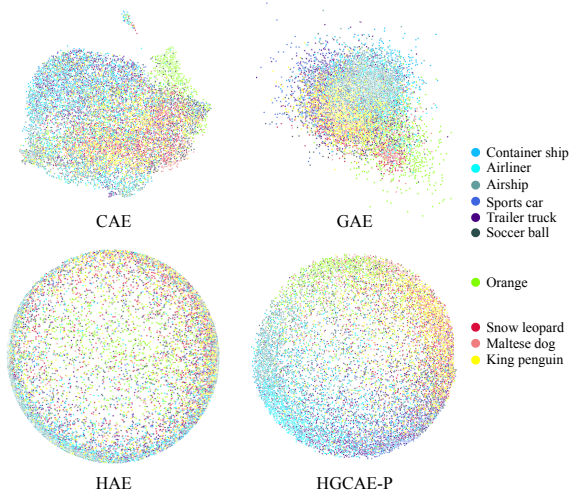 CAE
GAE
Container ship
Airliner
Airship
Sports car
Trailer truck
Soccer ball
Orange
Snow leopard
Maltese dog
King penguin
HAE
HGCAE-P